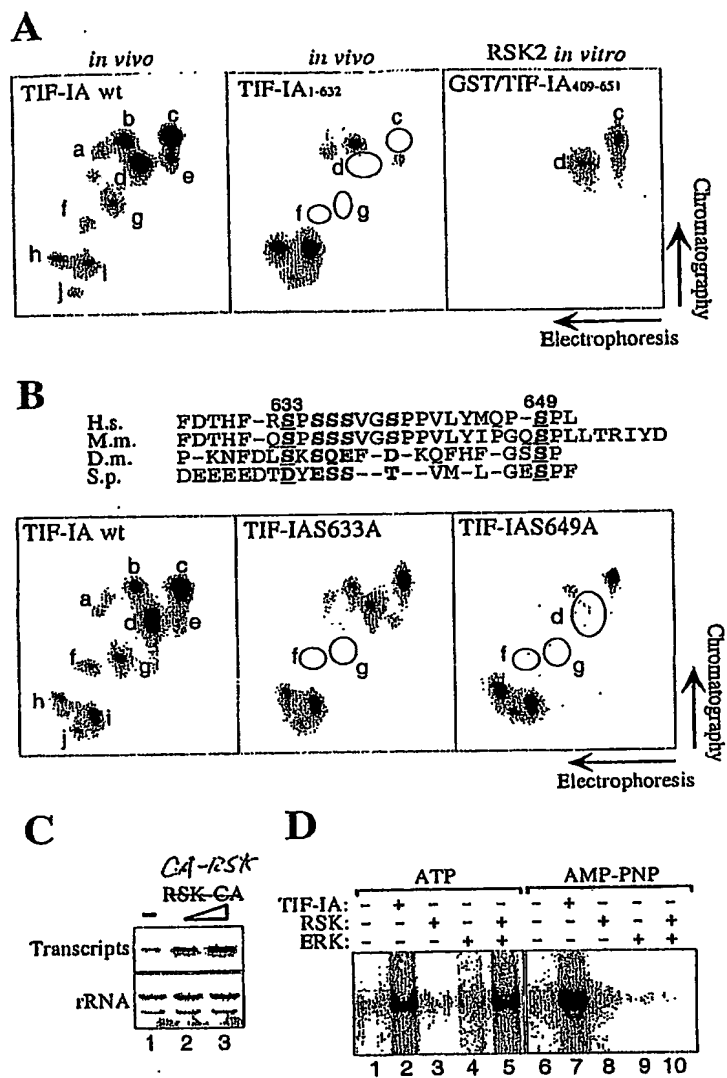 A
in vivo
in vivo
RSK2 in vitro
TIF-IA wt
TIF-IA1-632
GST/TIF-IA409-651
a
b
c
d
e
f
g
h
i
j
c
d
f
g
c
d
Chromatography
Electrophoresis
B
633
649
H.s. FDTHF-RSPSSSVGSPPVLYMQP-SPL
M.m. FDTHF-QSPSSSVGSPPVLYIPGQSPLLTRIYD
D.m. P-KNFDLSKSQEF-D-KQFHF-GSSP
S.p. DEEEEDTDYESS--T--VM-L-GESPF
TIF-IA wt
TIF-IAS633A
TIF-IAS649A
a
b
c
d
e
f
g
h
i
j
f
g
d
f
g
Chromatography
Electrophoresis
C
CA-RSK
RSK-CA
-
Transcripts
rRNA
1 2 3
D
ATP AMP-PNP
TIF-IA: - + - - - - + - - -
RSK: - - + - + - - + - +
ERK: - - - + + - - - + +
1 2 3 4 5 6 7 8 9 10